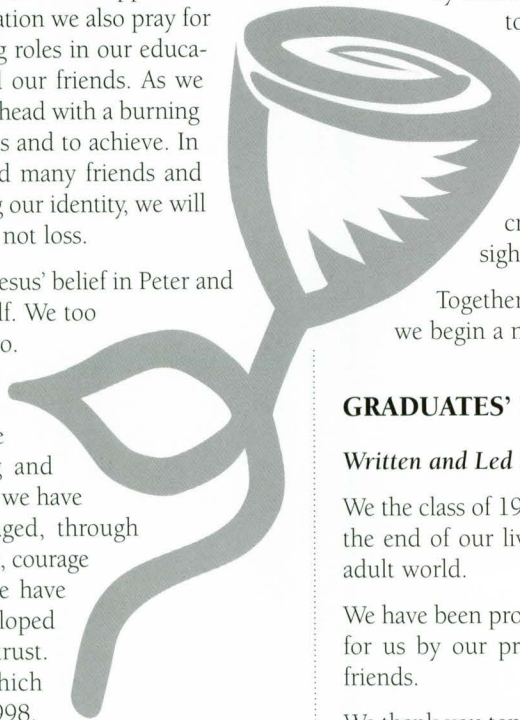 ation we also pray for
g roles in our educa-
our friends. As we
head with a burning
s and to achieve. In
d many friends and
g our identity, we will
not loss.
esus' belief in Peter and
lf. We too
o.
e
g and
we have
ged, through
, courage
e have
loped
trust.
hich
998.
to
cr
sigh
Together
we begin a n
GRADUATES'
Written and Led
We the class of 19
the end of our liv
adult world.
We have been pro
for us by our pr
friends.
We thank you